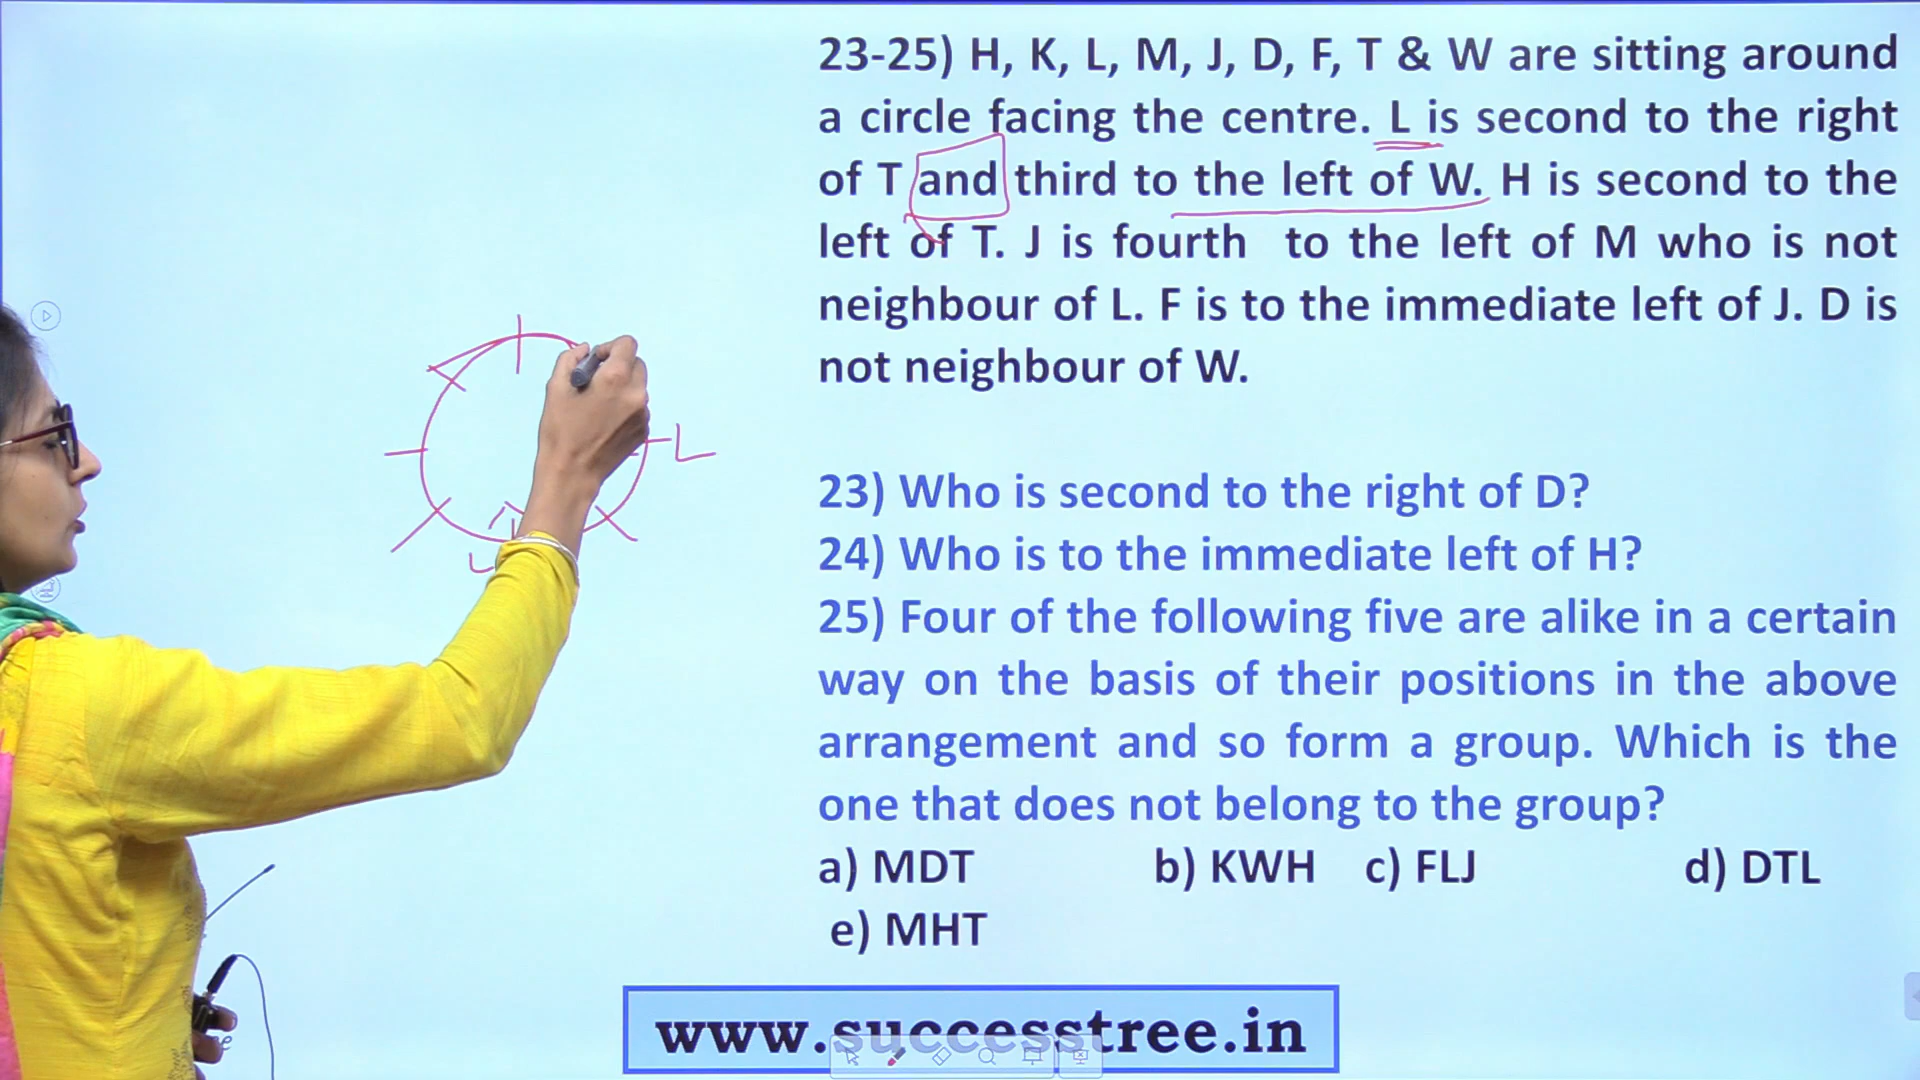 23-25) H, K, L, M, J, D, F, T & W are sitting around
a circle facing the centre. L is second to the right
of T and third to the left of W. H is second to the
left of T. J is fourth to the left of M who is not
neighbour of L. F is to the immediate left of J. D is
not neighbour of W.
L
L
23) Who is second to the right of D?
24) Who is to the immediate left of H?
25) Four of the following five are alike in a certain
way on the basis of their positions in the above
arrangement and so form a group. Which is the
one that does not belong to the group?
a) MDT b) KWH c) FLJ d) DTL
e) MHT
www.successtree.in